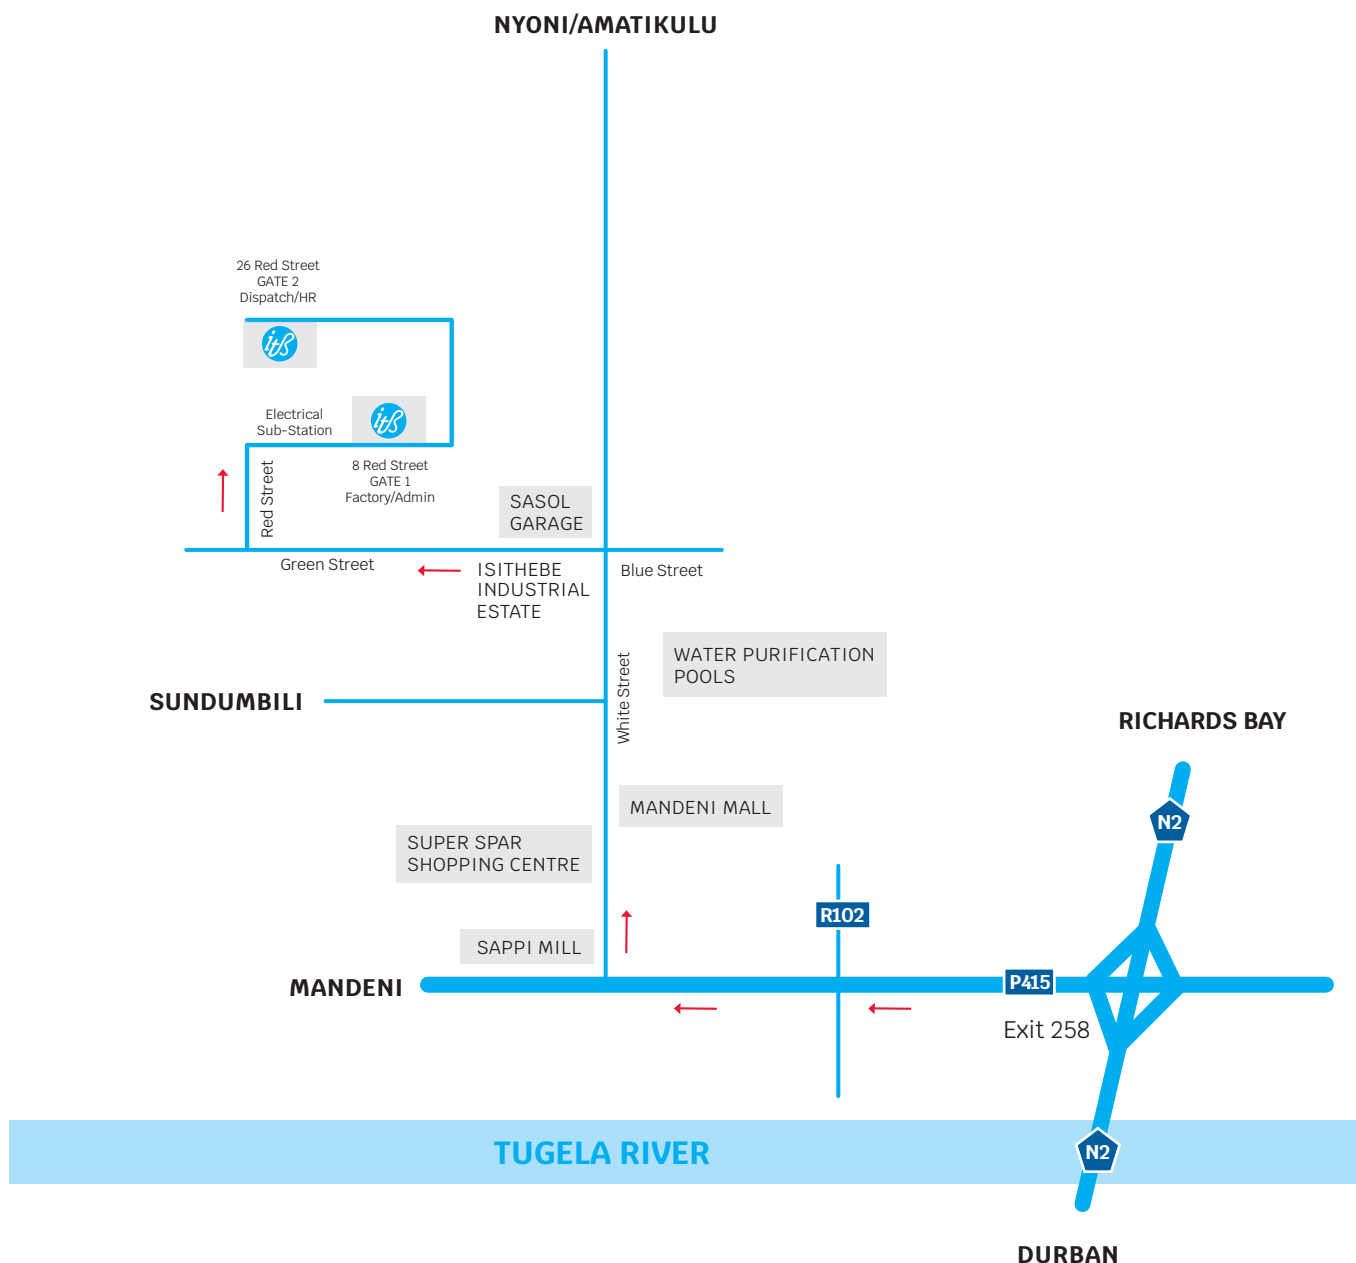 NYONI/AMATIKULU
26 Red Street
GATE 2
Dispatch/HR
itB
Electrical
Sub-Station
itB
8 Red Street
GATE 1
Factory/Admin
Red Street
SASOL
GARAGE
Green Street
ISITHEBE
INDUSTRIAL
ESTATE
Blue Street
WATER PURIFICATION
POOLS
White Street
SUNDUMBILI
RICHARDS BAY
MANDENI MALL
N2
SUPER SPAR
SHOPPING CENTRE
R102
SAPPI MILL
MANDENI
P415
Exit 258
TUGELA RIVER
N2
DURBAN